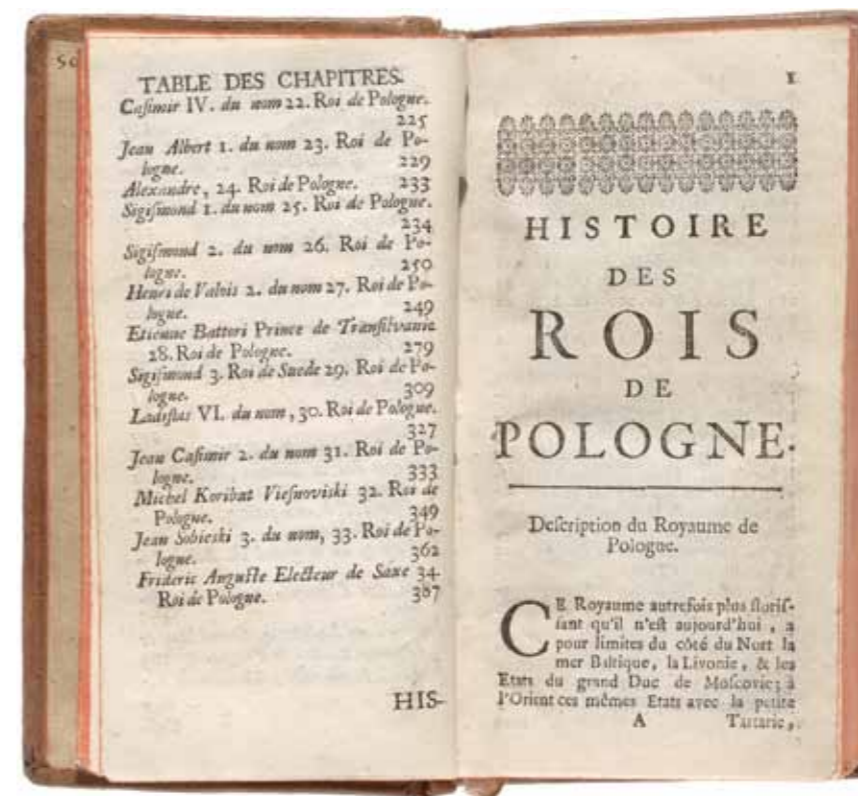 TABLE DES CHAPITRES.
Caſimir IV. du nom 22. Roi de Pologne.
225
Jean Albert 1. du nom 23. Roi de Po-
logne. 229
Alexandre, 24. Roi de Pologne. 233
Sigiſmond 1. du nom 25. Roi de Pologne.
234
Sigiſmond 2. du nom 26. Roi de Po-
logne. 250
Henri de Valois 2. du nom 27. Roi de Po-
logne. 249
Etienne Battori Prince de Tranſilvanie
28. Roi de Pologne. 279
Sigiſmond 3. Roi de Suede 29. Roi de Po-
logne. 309
Ladiſlas VI. du nom, 30. Roi de Pologne.
327
Jean Caſimir 2. du nom 31. Roi de Po-
logne. 333
Michel Koribut Vieſnoviski 32. Roi de
Pologne. 349
Jean Sobieski 3. du nom, 33. Roi de Po-
logne. 362
Frideric Auguſte Electeur de Saxe 34.
Roi de Pologne. 387
HIS-
1
HISTOIRE
DES
ROIS
DE
POLOGNE.
Deſcription du Royaume de
Pologne.
CE Royaume autrefois plus floriſ-
ſant qu'il n'eſt aujourd'hui, a
pour limites du côté du Nort la
mer Baltique, la Livonie, & les
Etats du grand Duc de Moſcovie; à
l'Orient ces mêmes Etats avec la petite
A Tartarie,